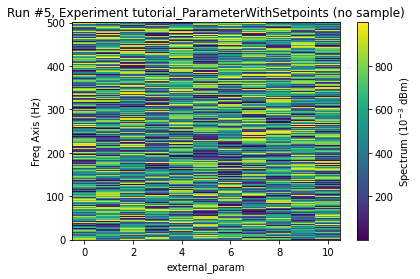 Run #5, Experiment tutorial_ParameterWithSetpoints (no sample)
500
400
300
200
100
0
Freq Axis (Hz)
0 2 4 6 8 10
external_param
800
600
400
200
Spectrum (10⁻³ dBm)